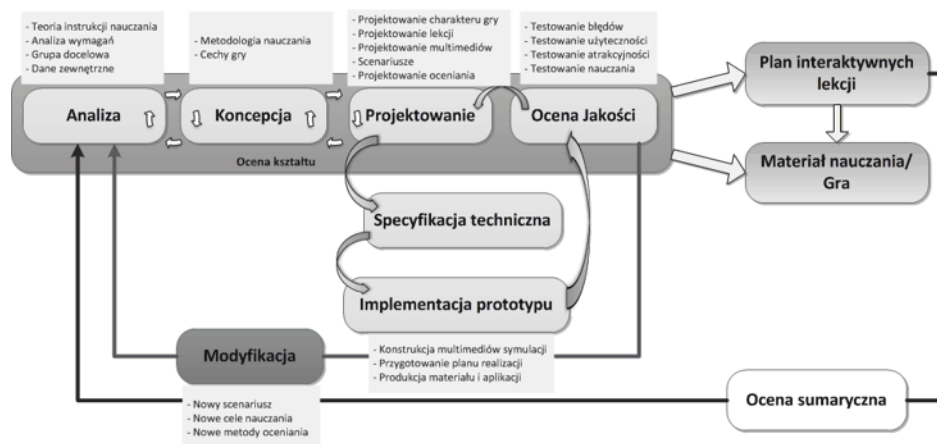 - Teoria instrukcji nauczania
- Analiza wymagań
- Grupa docelowa
- Dane zewnętrzne
- Metodologia nauczania
- Cechy gry
- Projektowanie charakteru gry
- Projektowanie lekcji
- Projektowanie multimediów
- Scenariusze
- Projektowanie oceniania
- Testowanie błędów
- Testowanie użyteczności
- Testowanie atrakcyjności
- Testowanie nauczania
Analiza
Koncepcja
Projektowanie
Ocena Jakości
Ocena kształtu
Plan interaktywnych
lekcji
Materiał nauczania/
Gra
Specyfikacja techniczna
Implementacja prototypu
- Konstrukcja multimediów symulacji
- Przygotowanie planu realizacji
- Produkcja materiału i aplikacji
Modyfikacja
- Nowy scenariusz
- Nowe cele nauczania
- Nowe metody oceniania
Ocena sumaryczna